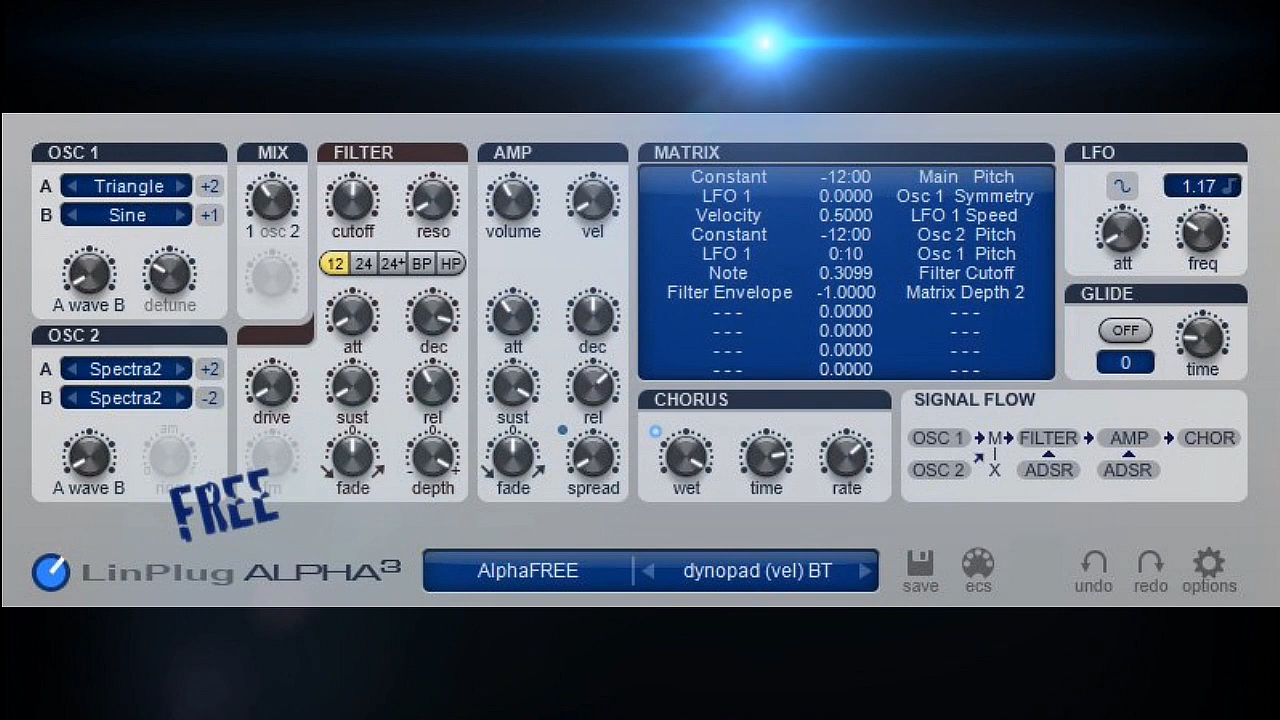 OSC 1
A Triangle +2
B Sine +1
A wave B detune
OSC 2
A Spectra2 +2
B Spectra2 -2
A wave B
am
MIX
1 osc 2
drive
fm
FILTER
cutoff reso
12 24 24+ BP HP
att dec
sust rel
0 0
- +
fade depth
AMP
volume vel
att dec
sust rel
0
fade spread
MATRIX
Constant -12:00 Main Pitch
LFO 1 0.0000 Osc 1 Symmetry
Velocity 0.5000 LFO 1 Speed
Constant -12:00 Osc 2 Pitch
LFO 1 0:10 Osc 1 Pitch
Note 0.3099 Filter Cutoff
Filter Envelope -1.0000 Matrix Depth 2
--- 0.0000 ---
--- 0.0000 ---
--- 0.0000 ---
--- 0.0000 ---
LFO
1.17
att freq
GLIDE
OFF
0
time
CHORUS
wet time rate
SIGNAL FLOW
OSC 1 M FILTER AMP CHOR
OSC 2 X ADSR ADSR
FREE
LinPlug ALPHA3
AlphaFREE dynopad (vel) BT
save ecs undo redo options